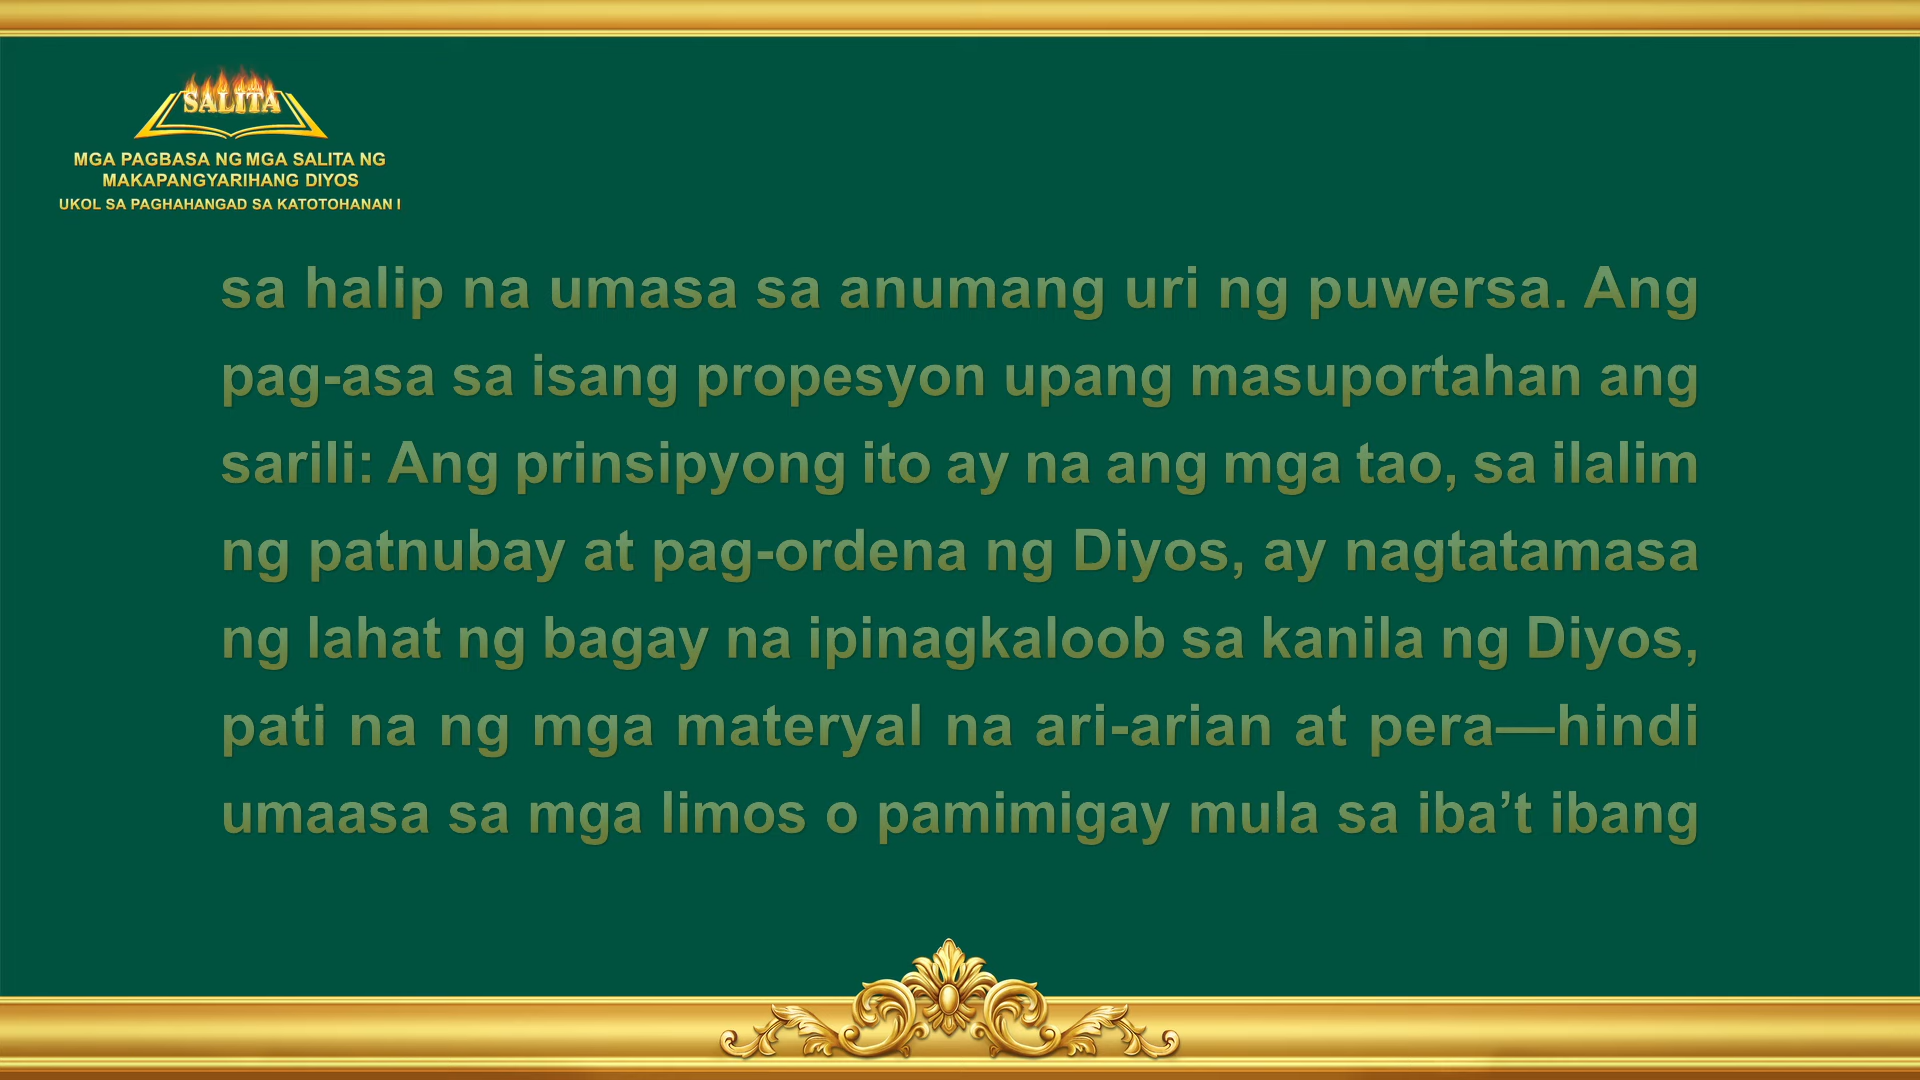 SALITA
MGA PAGBASA NG MGA SALITA NG
MAKAPANGYARIHANG DIYOS
UKOL SA PAGHAHANGAD SA KATOTOHANAN I
sa halip na umasa sa anumang uri ng puwersa. Ang
pag-asa sa isang propesyon upang masuportahan ang
sarili: Ang prinsipyong ito ay na ang mga tao, sa ilalim
ng patnubay at pag-ordena ng Diyos, ay nagtatamasa
ng lahat ng bagay na ipinagkaloob sa kanila ng Diyos,
pati na ng mga materyal na ari-arian at pera—hindi
umaasa sa mga limos o pamimigay mula sa iba’t ibang